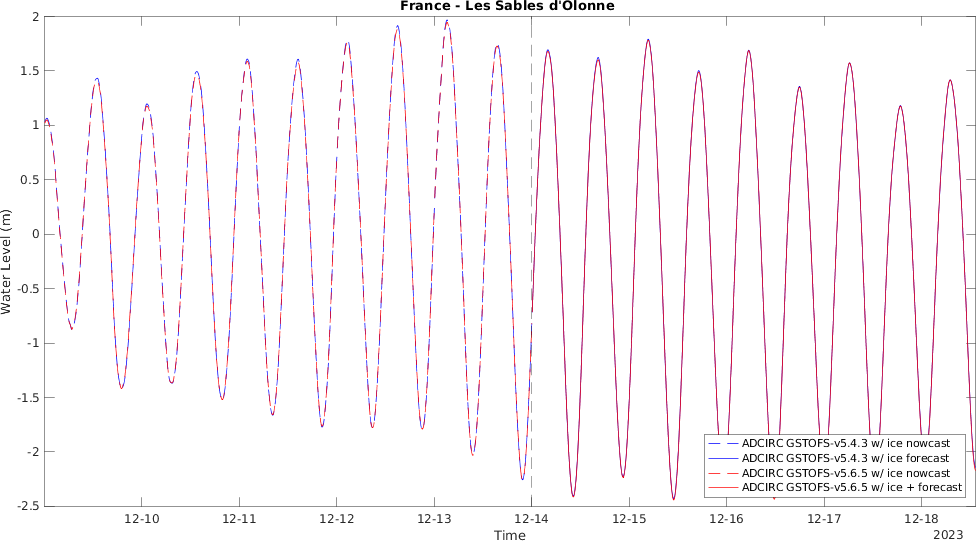 France - Les Sables d'Olonne
2
1.5
1
0.5
0
-0.5
-1
-1.5
-2
-2.5
Water Level (m)
12-10
12-11
12-12
12-13
12-14
12-15
12-16
12-17
12-18
Time
2023
ADCIRC GSTOFS-v5.4.3 w/ ice nowcast
ADCIRC GSTOFS-v5.4.3 w/ ice forecast
ADCIRC GSTOFS-v5.6.5 w/ ice nowcast
ADCIRC GSTOFS-v5.6.5 w/ ice + forecast